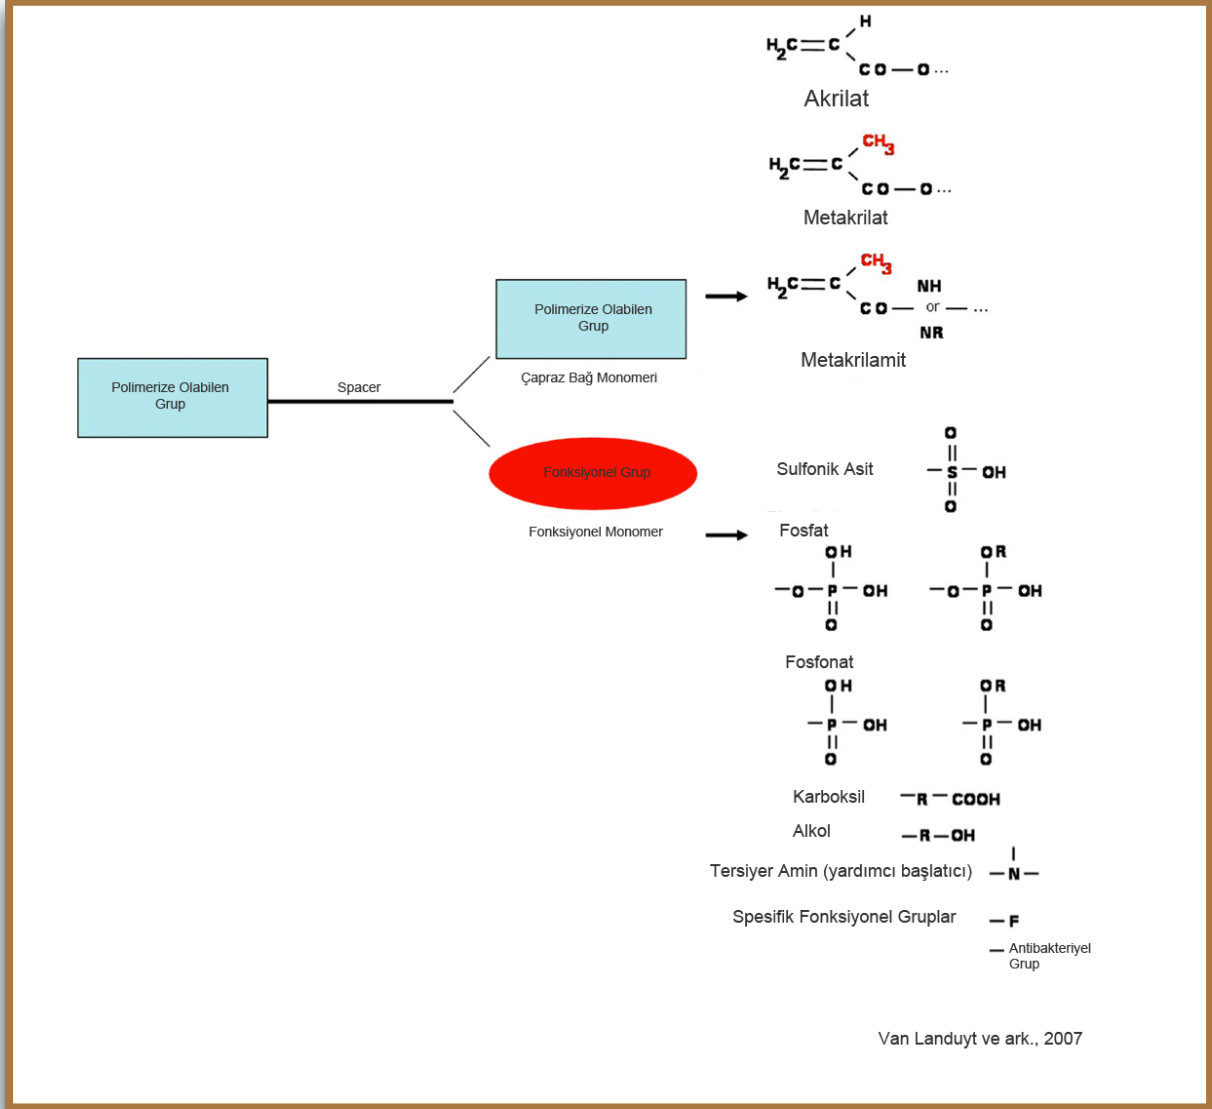 H
H2C=C
CO—O...
Akrilat
CH3
H2C=C
CO—O...
Metakrilat
CH3
H2C=C
NH
CO— or —...
NR
Metakrilamit
Polimerize Olabilen
Grup
Çapraz Bağ Monomeri
Polimerize Olabilen
Grup
Spacer
Fonksiyonel Grup
Fonksiyonel Monomer
Sulfonik Asit
O
—S—OH
O
Fosfat
OH OR
—O—P—OH —O—P—OH
O O
Fosfonat
OH OR
—P—OH —P—OH
O O
Karboksil —R—COOH
Alkol —R—OH
Tersiyer Amin (yardımcı başlatıcı) —N—
Spesifik Fonksiyonel Gruplar —F
— Antibakteriyel
Grup
Van Landuyt ve ark., 2007